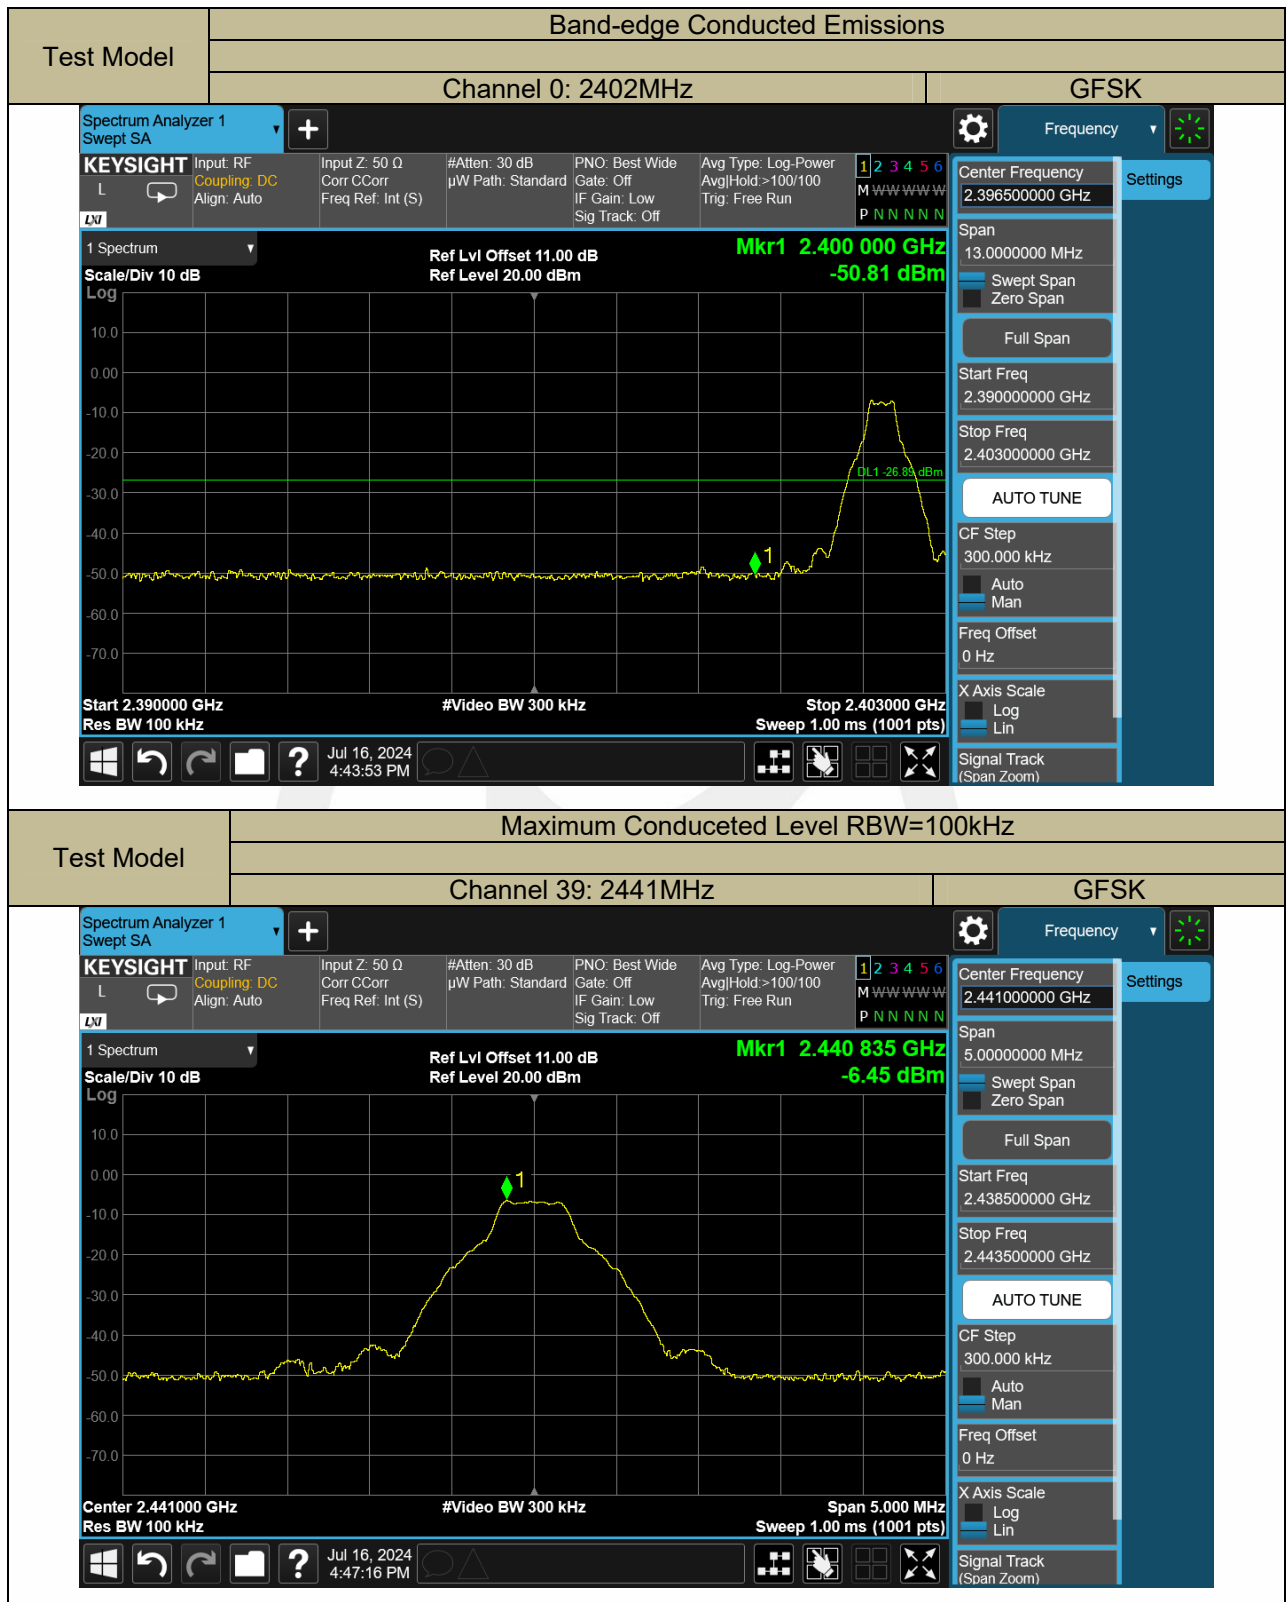 Test Model
Band-edge Conducted Emissions
Channel 0: 2402MHz
GFSK
Spectrum Analyzer 1
Swept SA
Frequency
KEYSIGHT
L
LXI
Input: RF
Coupling: DC
Align: Auto
Input Z: 50 Ω
Corr CCorr
Freq Ref: Int (S)
#Atten: 30 dB
µW Path: Standard
PNO: Best Wide
Gate: Off
IF Gain: Low
Sig Track: Off
Avg Type: Log-Power
Avg|Hold:>100/100
Trig: Free Run
1 2 3 4 5 6
M W W W W W
P N N N N N
Center Frequency
2.396500000 GHz
Settings
Span
13.0000000 MHz
Swept Span
Zero Span
Full Span
Start Freq
2.390000000 GHz
Stop Freq
2.403000000 GHz
AUTO TUNE
CF Step
300.000 kHz
Auto
Man
Freq Offset
0 Hz
X Axis Scale
Log
Lin
Signal Track
(Span Zoom)
1 Spectrum
Scale/Div 10 dB
Ref Lvl Offset 11.00 dB
Ref Level 20.00 dBm
Mkr1 2.400 000 GHz
-50.81 dBm
Log
10.0
0.00
-10.0
-20.0
DL1 -26.89 dBm
-30.0
-40.0
1
-50.0
-60.0
-70.0
Start 2.390000 GHz
#Video BW 300 kHz
Stop 2.403000 GHz
Res BW 100 kHz
Sweep 1.00 ms (1001 pts)
Jul 16, 2024
4:43:53 PM
Test Model
Maximum Conduceted Level RBW=100kHz
Channel 39: 2441MHz
GFSK
Spectrum Analyzer 1
Swept SA
Frequency
KEYSIGHT
L
LXI
Input: RF
Coupling: DC
Align: Auto
Input Z: 50 Ω
Corr CCorr
Freq Ref: Int (S)
#Atten: 30 dB
µW Path: Standard
PNO: Best Wide
Gate: Off
IF Gain: Low
Sig Track: Off
Avg Type: Log-Power
Avg|Hold:>100/100
Trig: Free Run
1 2 3 4 5 6
M W W W W W
P N N N N N
Center Frequency
2.441000000 GHz
Settings
Span
5.00000000 MHz
Swept Span
Zero Span
Full Span
Start Freq
2.438500000 GHz
Stop Freq
2.443500000 GHz
AUTO TUNE
CF Step
300.000 kHz
Auto
Man
Freq Offset
0 Hz
X Axis Scale
Log
Lin
Signal Track
(Span Zoom)
1 Spectrum
Scale/Div 10 dB
Ref Lvl Offset 11.00 dB
Ref Level 20.00 dBm
Mkr1 2.440 835 GHz
-6.45 dBm
Log
10.0
0.00
1
-10.0
-20.0
-30.0
-40.0
-50.0
-60.0
-70.0
Center 2.441000 GHz
#Video BW 300 kHz
Span 5.000 MHz
Res BW 100 kHz
Sweep 1.00 ms (1001 pts)
Jul 16, 2024
4:47:16 PM